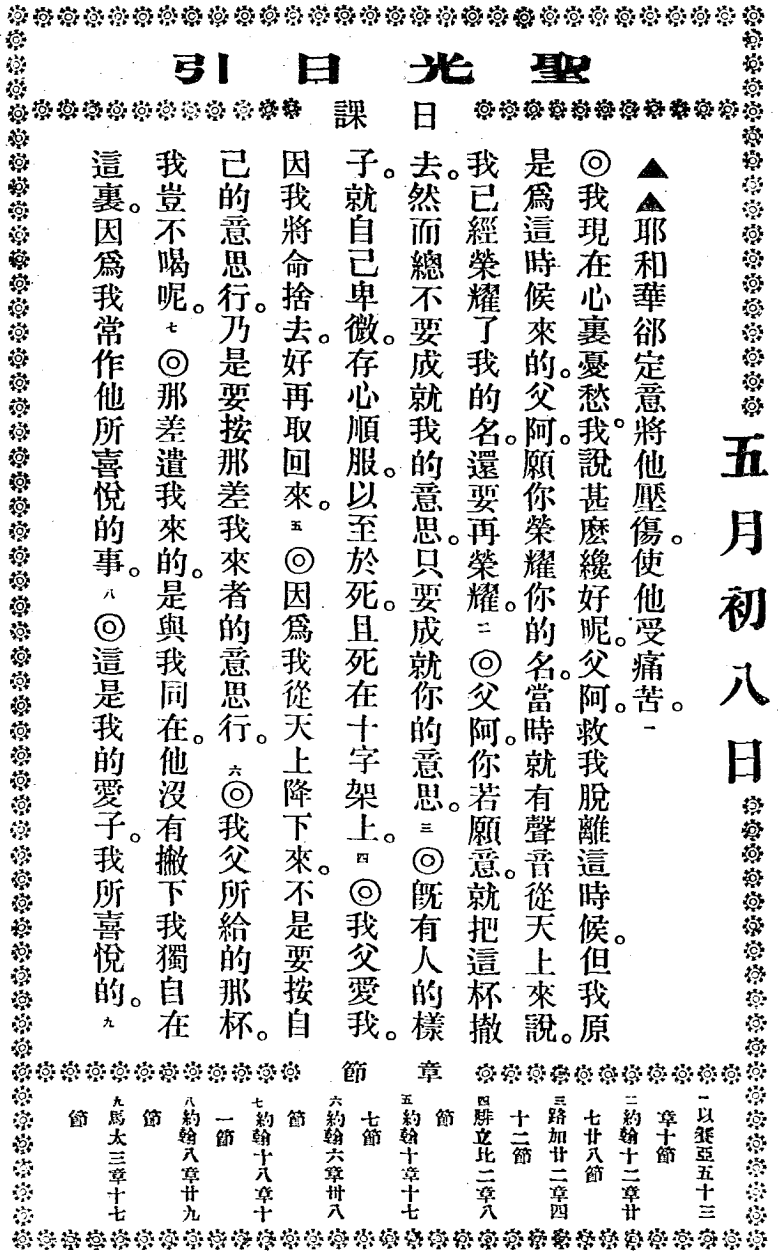 聖光日引
日課
五月初八日
▲▲耶和華郤定意將他壓傷。使他受痛苦。一
◎我現在心裏憂愁。我說甚麼纔好呢。父阿。救我脫離這時候。但我原
是爲這時候來的。父阿。願你榮耀你的名。當時就有聲音從天上來說。
我已經榮耀了我的名。還要再榮耀。二◎父阿。你若願意。就把這杯撤
去。然而總不要成就我的意思。只要成就你的意思。三◎旣有人的樣
子。就自己卑微。存心順服。以至於死。且死在十字架上。四◎我父愛我。
因我將命捨去。好再取回來。五◎因爲我從天上降下來。不是要按自
己的意思行。乃是要按那差我來者的意思行。六◎我父所給的那杯。
我豈不喝呢。七◎那差遣我來的。是與我同在。他沒有撇下我獨自在
這裏。因爲我常作他所喜悅的事。八◎這是我的愛子。我所喜悅的。九
章節
一以賽亞五十三
章十節
二約翰十二章廿
七廿八節
三路加廿二章四
十二節
四腓立比二章八
節
五約翰十章十七
七節
六約翰六章卅八
節
七約翰十八章十
一節
八約翰八章廿九
節
九馬太三章十七
節